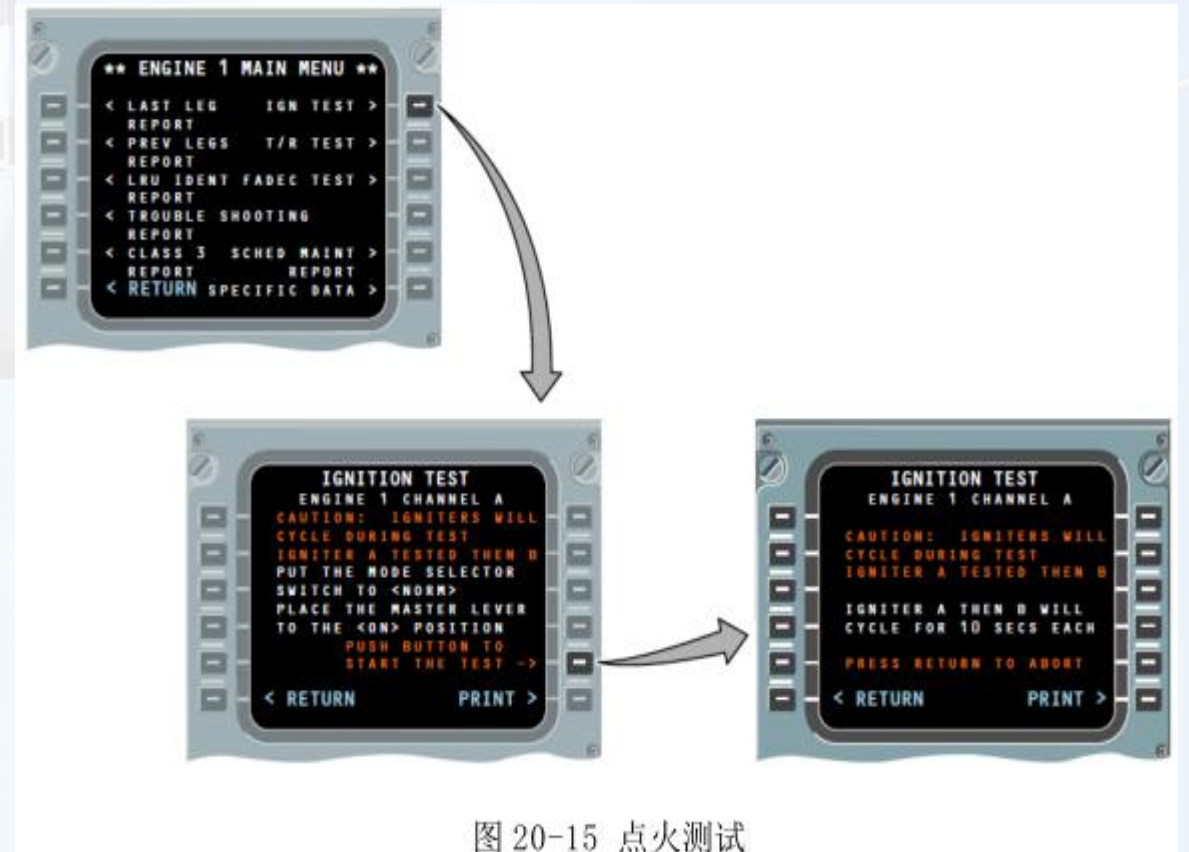 ** ENGINE 1 MAIN MENU **
< LAST LEG IGN TEST >
REPORT
< PREV LEGS T/R TEST >
REPORT
< LRU IDENT FADEC TEST >
REPORT
< TROUBLE SHOOTING
REPORT
< CLASS 3 SCHED MAINT >
REPORT REPORT
< RETURN SPECIFIC DATA >
IGNITION TEST
ENGINE 1 CHANNEL A
CAUTION: IGNITERS WILL
CYCLE DURING TEST
IGNITER A TESTED THEN B
PUT THE MODE SELECTOR
SWITCH TO <NORM>
PLACE THE MASTER LEVER
TO THE <ON> POSITION
PUSH BUTTON TO
START THE TEST ->
< RETURN PRINT >
IGNITION TEST
ENGINE 1 CHANNEL A
CAUTION: IGNITERS WILL
CYCLE DURING TEST
IGNITER A TESTED THEN B
IGNITER A THEN B WILL
CYCLE FOR 10 SECS EACH
PRESS RETURN TO ABORT
< RETURN PRINT >
图 20-15 点火测试